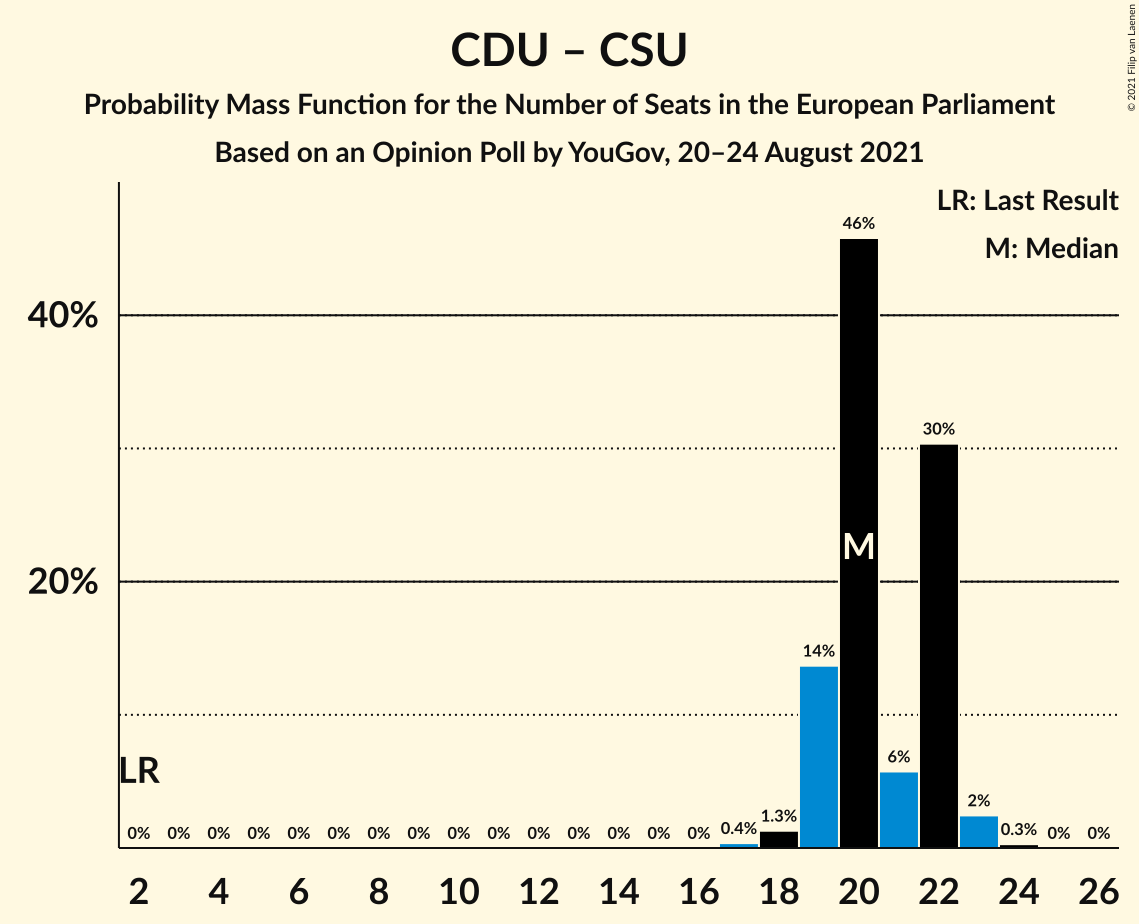 CDU – CSU
Probability Mass Function for the Number of Seats in the European Parliament
Based on an Opinion Poll by YouGov, 20–24 August 2021
© 2021 Filip van Laenen
LR: Last Result
M: Median
46%
40%
30%
M
20%
14%
LR
6%
2%
1.3%
0% 0% 0% 0% 0% 0% 0% 0% 0% 0% 0% 0% 0% 0% 0% 0.4% 0.3% 0% 0%
2 4 6 8 10 12 14 16 18 20 22 24 26